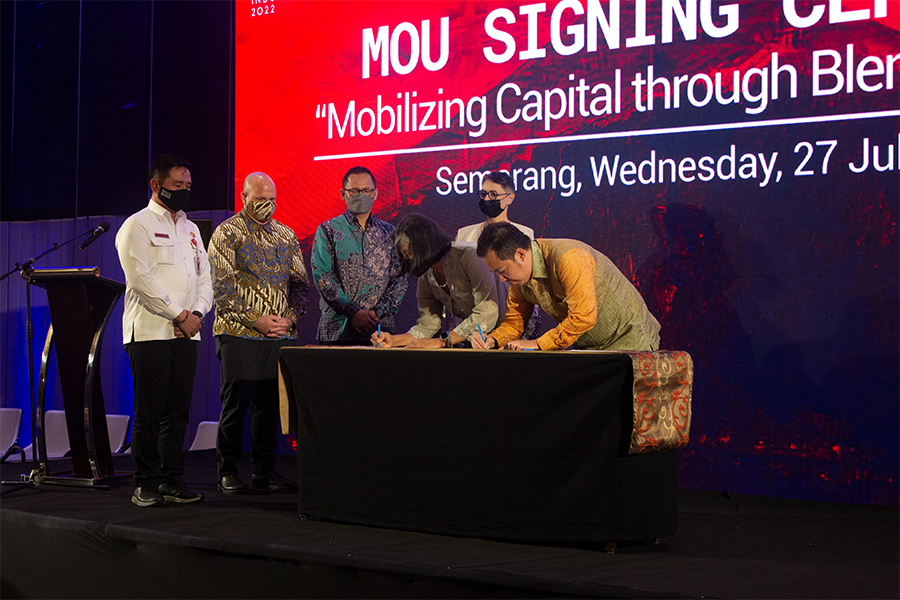 2022
MOU SIGNING
“Mobilizing Capital through
Semarang, Wednesday, 27